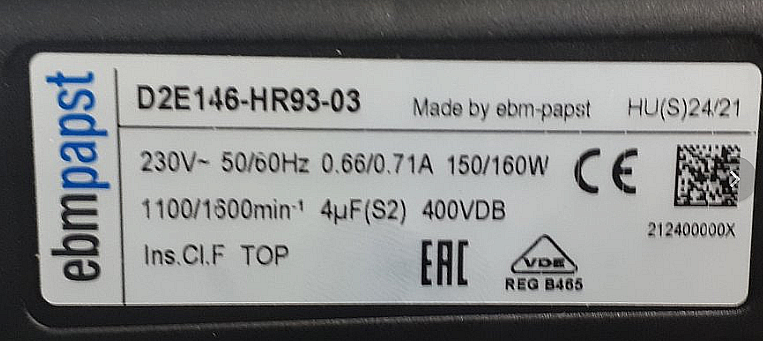 ebmpapst
D2E146-HR93-03 Made by ebm-papst HU(S)24/21
230V~ 50/60Hz 0.66/0.71A 150/160W CE
1100/1600min⁻¹ 4µF(S2) 400VDB
212400000X
Ins.Cl.F TOP EAC VDE
REG B465